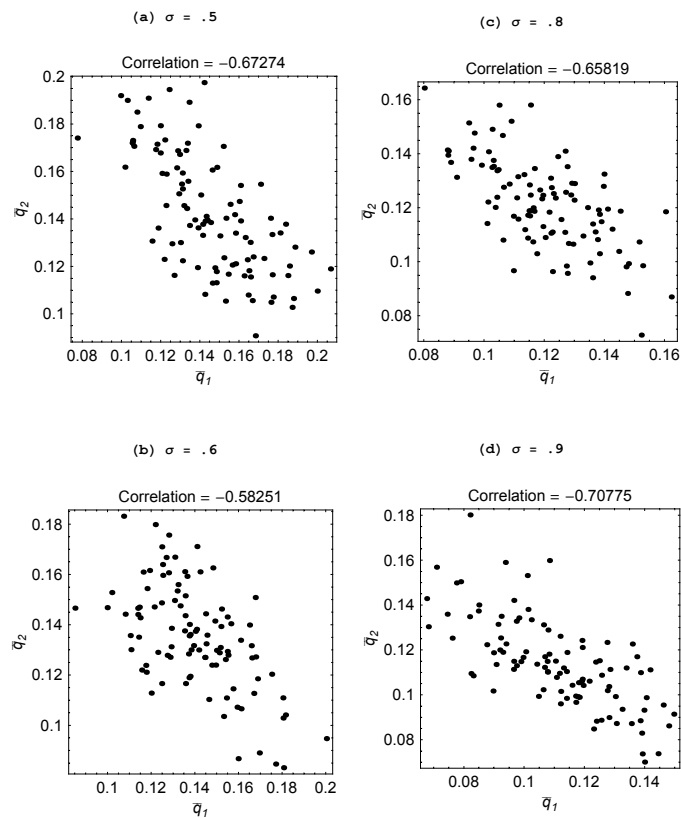 (a) σ = .5
Correlation = −0.67274
0.2
0.18
0.16
0.14
0.12
0.1
q̅2
0.08 0.1 0.12 0.14 0.16 0.18 0.2
q̅1
(c) σ = .8
Correlation = −0.65819
0.16
0.14
0.12
0.1
0.08
q̅2
0.08 0.10 0.12 0.14 0.16
q̅1
(b) σ = .6
Correlation = −0.58251
0.18
0.16
0.14
0.12
0.1
q̅2
0.1 0.12 0.14 0.16 0.18 0.2
q̅1
(d) σ = .9
Correlation = −0.70775
0.18
0.16
0.14
0.12
0.1
0.08
q̅2
0.08 0.1 0.12 0.14
q̅1